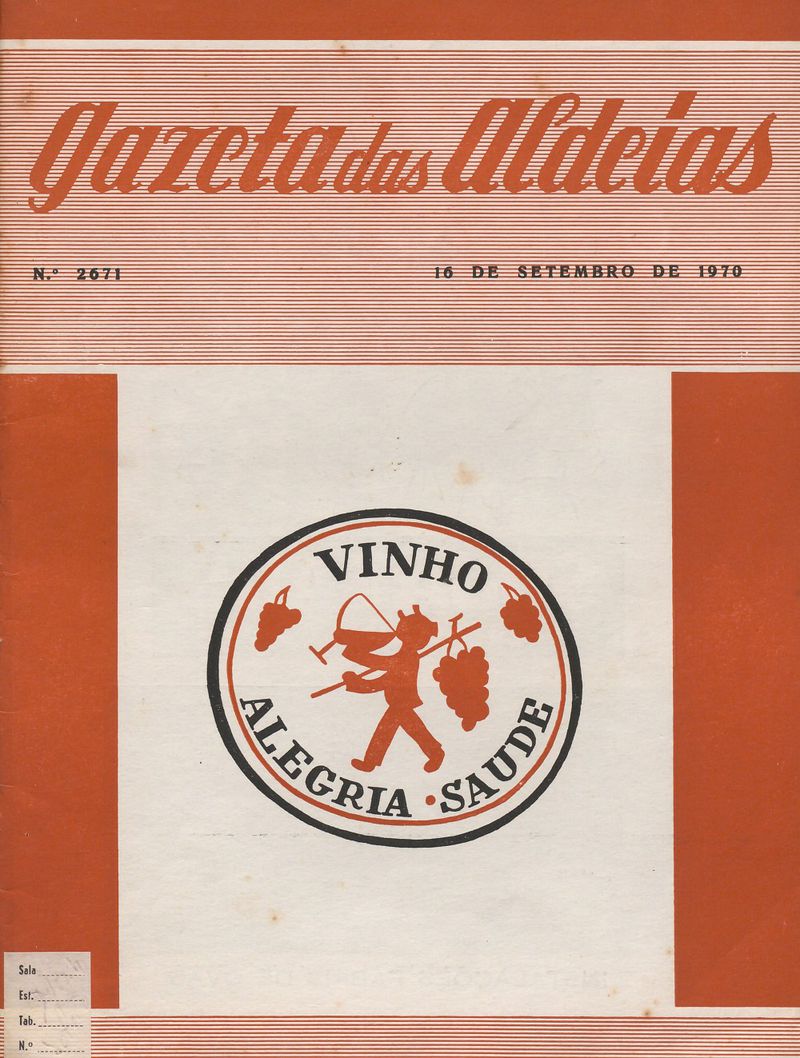 Gazeta das Aldeias
N.º 2671
16 DE SETEMBRO DE 1970
VINHO
ALEGRIA · SAUDE
Sala
Est.
Tab.
N.º